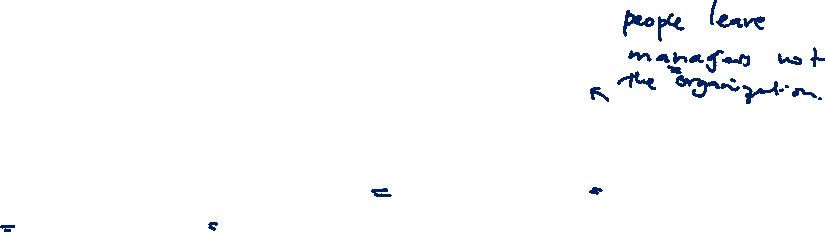 people leave
managers not
the organization.